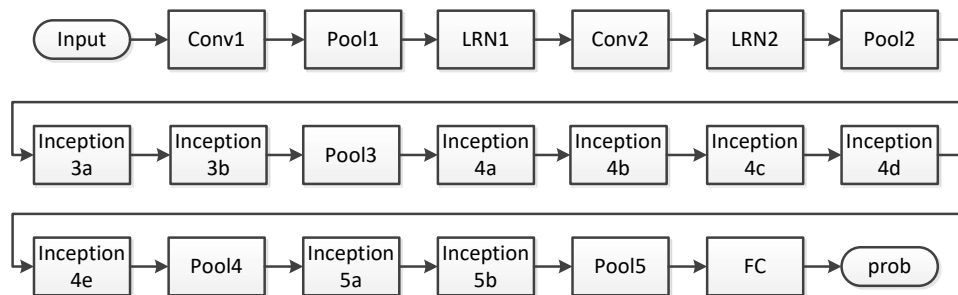 Input
Conv1
Pool1
LRN1
Conv2
LRN2
Pool2
Inception
3a
Inception
3b
Pool3
Inception
4a
Inception
4b
Inception
4c
Inception
4d
Inception
4e
Pool4
Inception
5a
Inception
5b
Pool5
FC
prob